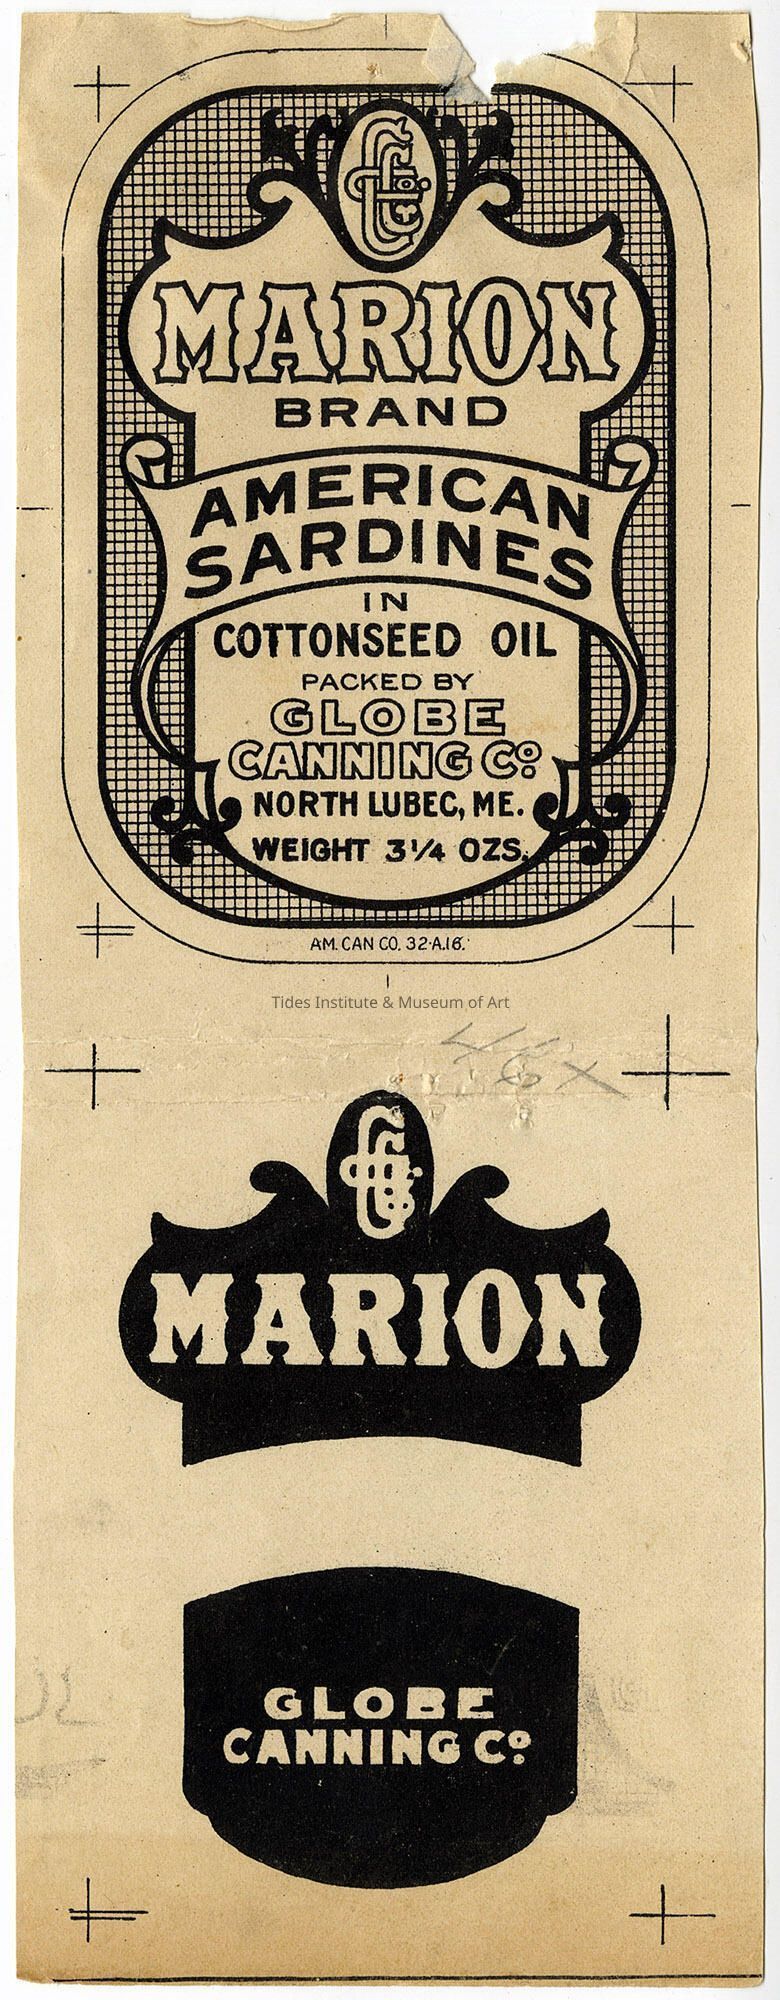 MARION
BRAND
AMERICAN
SARDINES
IN
COTTONSEED OIL
PACKED BY
GLOBE
CANNING Co.
NORTH LUBEC, ME.
WEIGHT 3¼ OZS.
AM. CAN CO. 32·A.16.
Tides Institute & Museum of Art
MARION
GLOBE
CANNING Co.